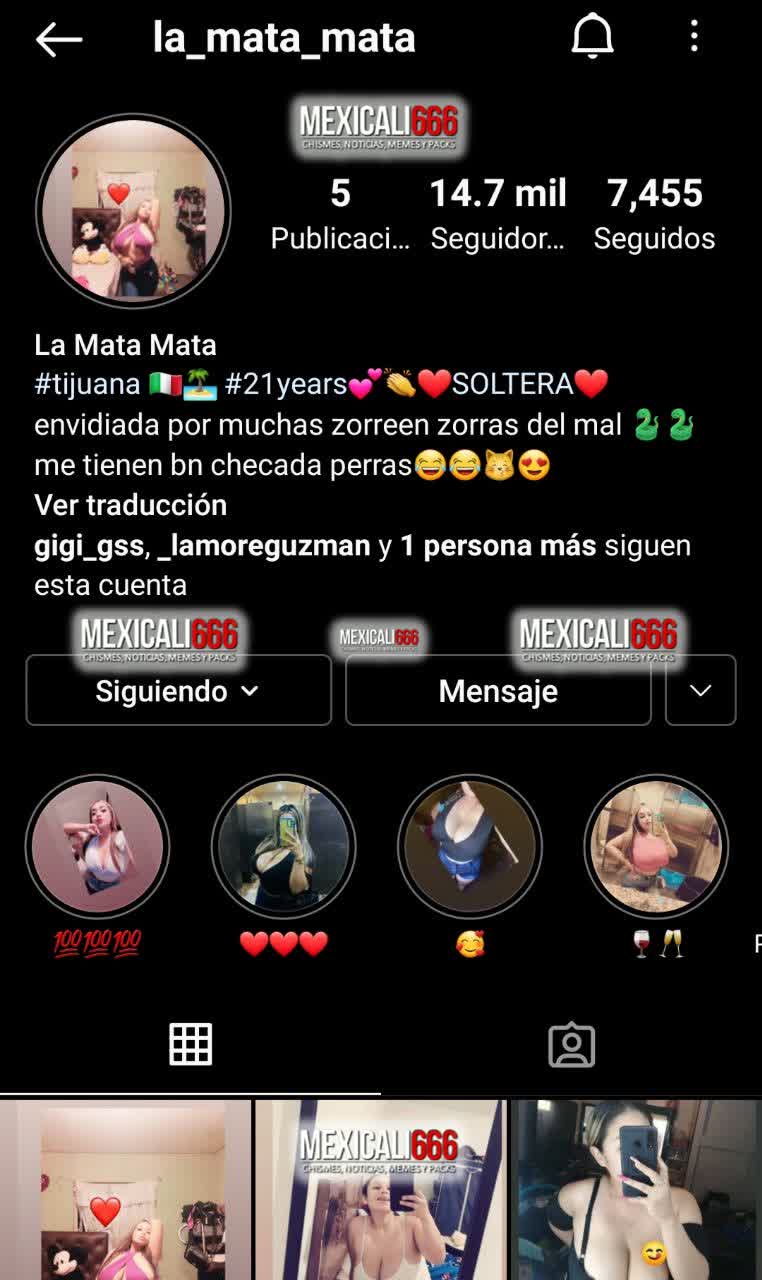 la_mata_mata
MEXICALI666
CHISMES, NOTICIAS, MEMES Y PACKS
5
14.7 mil
7,455
Publicaci...
Seguidor...
Seguidos
La Mata Mata
#tijuana 🇮🇹🏝️ #21years💕👏❤️SOLTERA❤️
envidiada por muchas zorreen zorras del mal 🐍🐍
me tienen bn checada perras😂😂😸😍
Ver traducción
gigi_gss, _lamoreguzman y 1 persona más siguen
esta cuenta
MEXICALI666
CHISMES, NOTICIAS, MEMES Y PACKS
MEXICALI666
MEXICALI666
CHISMES, NOTICIAS, MEMES Y PACKS
Siguiendo
Mensaje
💯💯💯
❤️❤️❤️
🥰
🍷🥂
MEXICALI666
CHISMES, NOTICIAS, MEMES Y PACKS